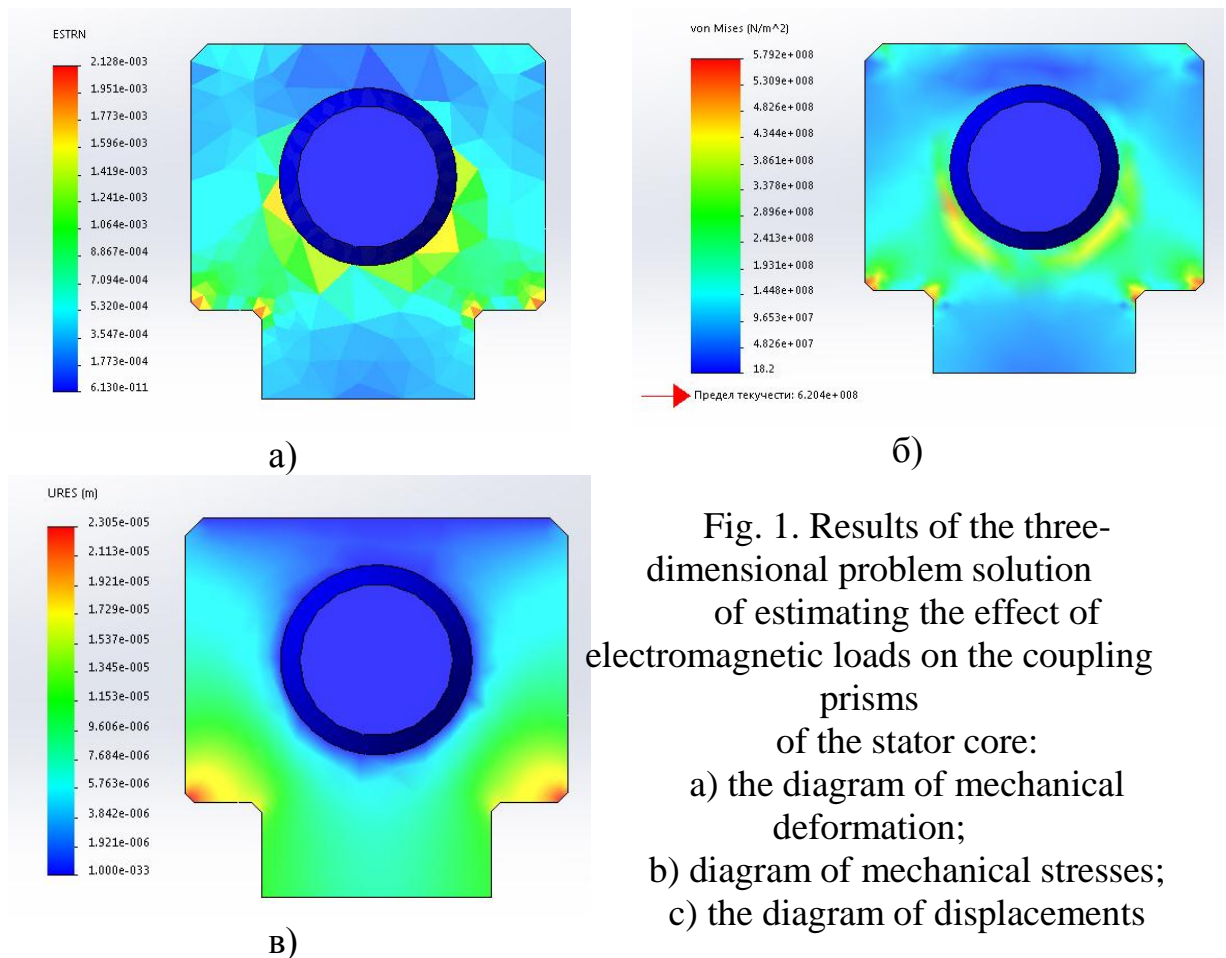 ESTRN
2.128e-003
1.951e-003
1.773e-003
1.596e-003
1.419e-003
1.241e-003
1.064e-003
8.867e-004
7.094e-004
5.320e-004
3.547e-004
1.773e-004
6.130e-011
а)
von Mises (N/m^2)
5.792e+008
5.309e+008
4.826e+008
4.344e+008
3.861e+008
3.378e+008
2.896e+008
2.413e+008
1.931e+008
1.448e+008
9.653e+007
4.826e+007
18.2
Предел текучести: 6.204e+008
б)
URES (m)
2.305e-005
2.113e-005
1.921e-005
1.729e-005
1.537e-005
1.345e-005
1.153e-005
9.606e-006
7.684e-006
5.763e-006
3.842e-006
1.921e-006
1.000e-033
в)
Fig. 1. Results of the three-
dimensional problem solution
of estimating the effect of
electromagnetic loads on the coupling
prisms
of the stator core:
a) the diagram of mechanical
deformation;
b) diagram of mechanical stresses;
c) the diagram of displacements